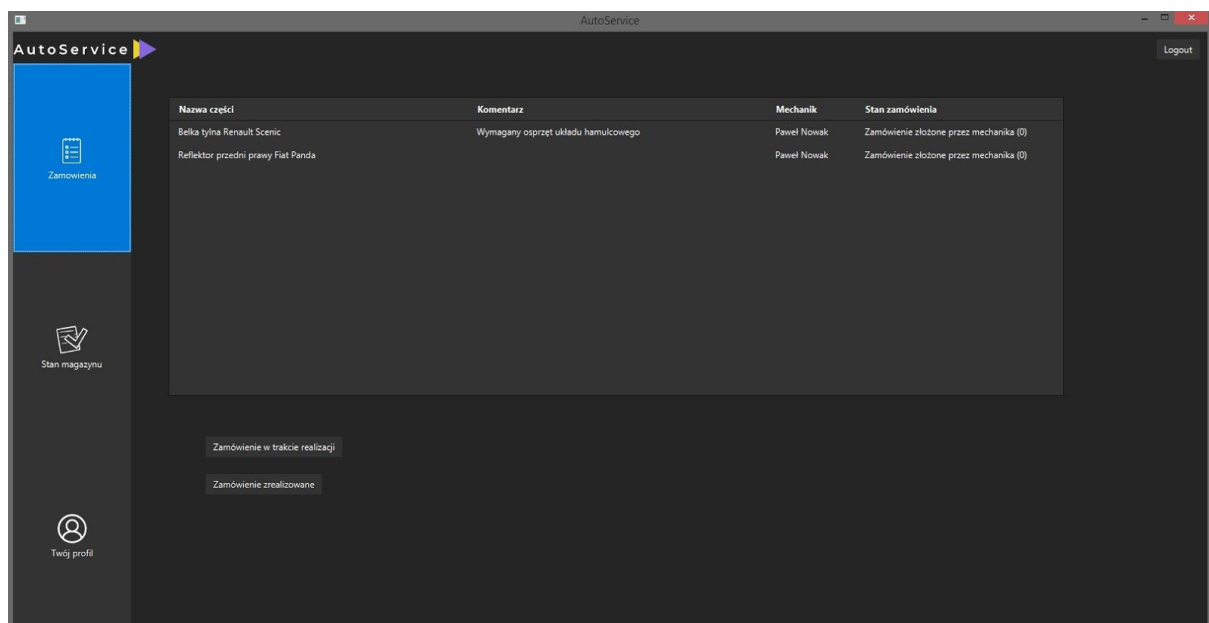 AutoService
AutoService
Logout
Nazwa części Komentarz Mechanik Stan zamówienia
Belka tylna Renault Scenic Wymagany osprzęt układu hamulcowego Paweł Nowak Zamówienie złożone przez mechanika (0)
Reflektor przedni prawy Fiat Panda Paweł Nowak Zamówienie złożone przez mechanika (0)
Zamowienia
Stan magazynu
Zamówienie w trakcie realizacji
Zamówienie zrealizowane
Twój profil